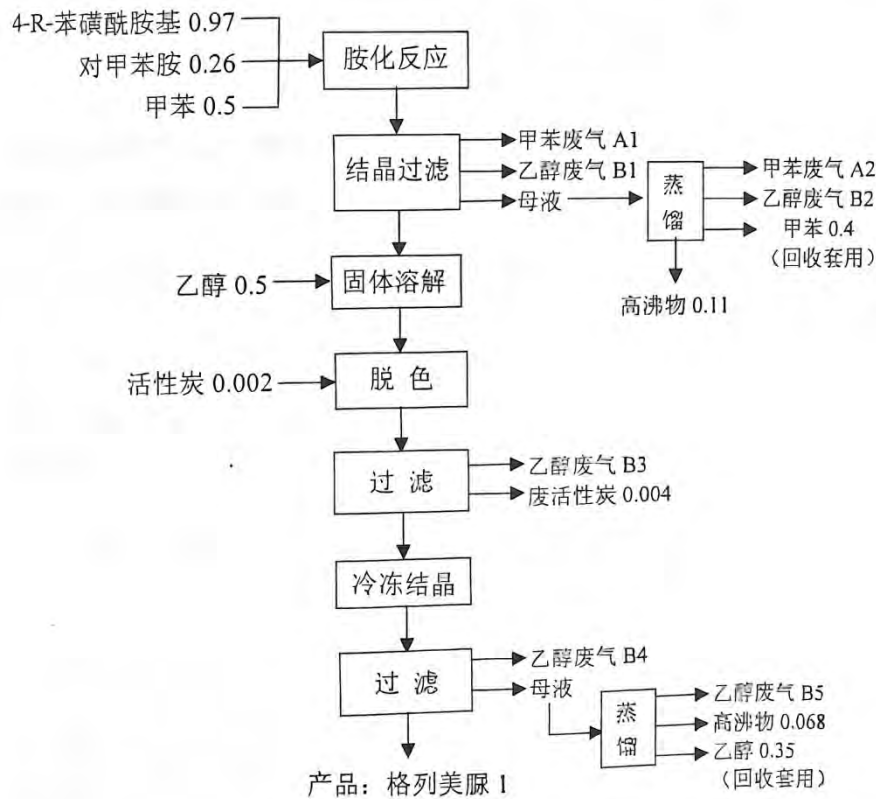 4-R-苯磺酰胺基 0.97
对甲苯胺 0.26
甲苯 0.5
胺化反应
结晶过滤
甲苯废气 A1
乙醇废气 B1
母液
蒸馏
甲苯废气 A2
乙醇废气 B2
甲苯 0.4
（回收套用）
高沸物 0.11
乙醇 0.5
固体溶解
活性炭 0.002
脱 色
过 滤
乙醇废气 B3
废活性炭 0.004
冷冻结晶
过 滤
乙醇废气 B4
母液
蒸馏
乙醇废气 B5
高沸物 0.068
乙醇 0.35
（回收套用）
产品：格列美脲 1